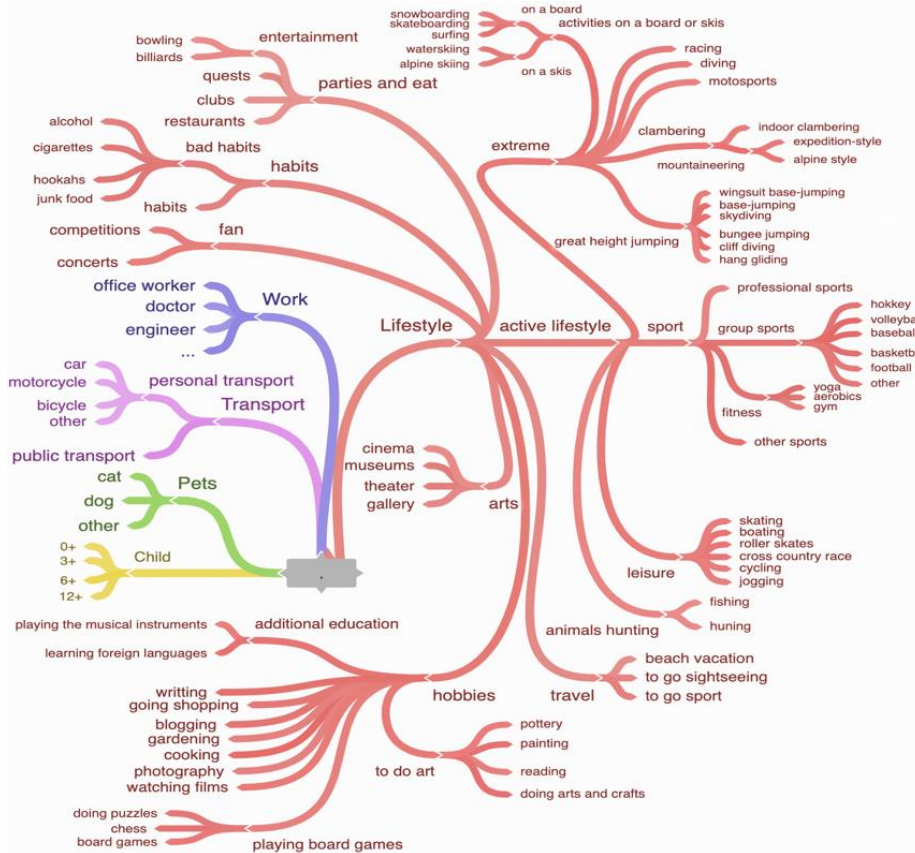 snowboarding
skateboarding
surfing
on a board
activities on a board or skis
waterskiing
alpine skiing
on a skis
bowling
billiards
entertainment
quests
clubs
restaurants
parties and eat
alcohol
cigarettes
hookahs
junk food
bad habits
habits
habits
competitions
concerts
fan
racing
diving
motosports
extreme
clambering
indoor clambering
mountaineering
expedition-style
alpine style
great height jumping
wingsuit base-jumping
base-jumping
skydiving
bungee jumping
cliff diving
hang gliding
office worker
doctor
engineer
...
Work
Lifestyle
active lifestyle
sport
professional sports
group sports
hokkey
volleyba
basebal
basketb
football
other
fitness
yoga
aerobics
gym
other sports
car
motorcycle
bicycle
other
personal transport
Transport
public transport
cinema
museums
theater
gallery
arts
cat
dog
other
Pets
0+
3+
6+
12+
Child
.
leisure
skating
boating
roller skates
cross country race
cycling
jogging
animals hunting
fishing
huning
travel
beach vacation
to go sightseeing
to go sport
playing the musical instruments
learning foreign languages
additional education
hobbies
writting
going shopping
blogging
gardening
cooking
photography
watching films
to do art
pottery
painting
reading
doing arts and crafts
doing puzzles
chess
board games
playing board games